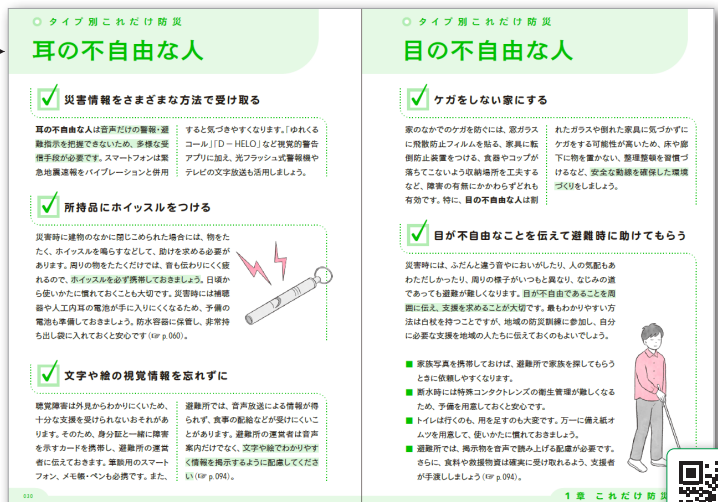 タイプ別これだけ防災
耳の不自由な人
災害情報をさまざまな方法で受け取る
耳の不自由な人は音声だけの警報・避
難指示を把握できないため、多様な受
信手段が必要です。スマートフォンは緊
急地震速報をバイブレーションと併用
すると気づきやすくなります。「ゆれくる
コール」「D－HELO」など視覚的警告
アプリに加え、光フラッシュ式警報機や
テレビの文字放送も活用しましょう。
所持品にホイッスルをつける
災害時に建物のなかに閉じこめられた場合には、物をた
たく、ホイッスルを鳴らすなどして、助けを求める必要が
あります。周りの物をたたくだけでは、音も伝わりにくく疲
れるので、ホイッスルを必ず携帯しておきましょう。日頃か
ら使いかたに慣れておくことも大切です。災害時には補聴
器や人工内耳の電池が手に入りにくくなるため、予備の
電池も準備しておきましょう。防水容器に保管し、非常持
ち出し袋に入れておくと安心です（☞ p.060）。
文字や絵の視覚情報を忘れずに
聴覚障害は外見からわかりにくいため、
十分な支援を受けられないおそれがあ
ります。そのため、身分証と一緒に障害
を示すカードを携帯し、避難所の運営
者に伝えておきます。筆談用のスマート
フォン、メモ帳・ペンも必携です。また、
避難所では、音声放送による情報が得
られず、食事の配給などが受けにくいこ
とがあります。避難所の運営者は音声
案内だけでなく、文字や絵でわかりやす
く情報を掲示するように配慮してくださ
い（☞ p.094）。
030
タイプ別これだけ防災
目の不自由な人
ケガをしない家にする
家のなかでのケガを防ぐには、窓ガラス
に飛散防止フィルムを貼る、家具に転
倒防止装置をつける、食器やコップが
落ちてこないよう収納場所を工夫する
など、障害の有無にかかわらずどれも
有効です。特に、目の不自由な人は割
れたガラスや倒れた家具に気づかずに
ケガをする可能性が高いため、床や廊
下に物を置かない、整理整頓を習慣づ
けるなど、安全な動線を確保した環境
づくりをしましょう。
目が不自由なことを伝えて避難時に助けてもらう
災害時には、ふだんと違う音やにおいがしたり、人の気配もあ
わただしかったり、周りの様子がいつもと異なり、なじみの道
であっても避難が難しくなります。目が不自由であることを周
囲に伝え、支援を求めることが大切です。最もわかりやすい方
法は白杖を持つことですが、地域の防災訓練に参加し、自分
に必要な支援を地域の人たちに伝えておくのもよいでしょう。
■ 家族写真を携帯しておけば、避難所で家族を探してもらう
ときに依頼しやすくなります。
■ 断水時には特殊コンタクトレンズの衛生管理が難しくなる
ため、予備を用意しておくと安心です。
■ トイレは行くのも、用を足すのも大変です。万一に備え紙オ
ムツを用意して、使いかたに慣れておきましょう。
■ 避難所では、掲示物を音声で読み上げる配慮が必要です。
さらに、食料や救援物資は確実に受け取れるよう、支援者
が手渡ししましょう（☞ p.094）。
1章 これだけ防災